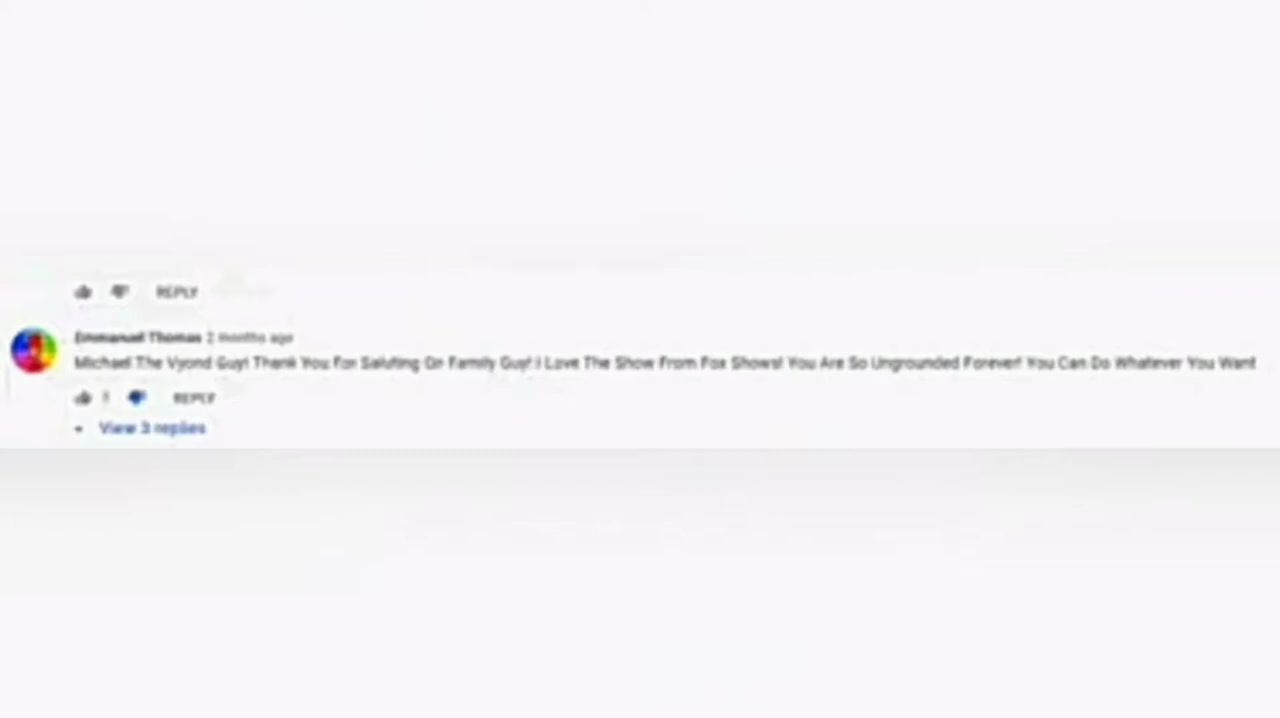 REPLY
Emmanuel Thomas 2 months ago
Michael The Vyond Guy! Thank You For Saluting On Family Guy! I Love The Show From Fox Shows! You Are So Ungrounded Forever! You Can Do Whatever You Want
1 REPLY
View 3 replies